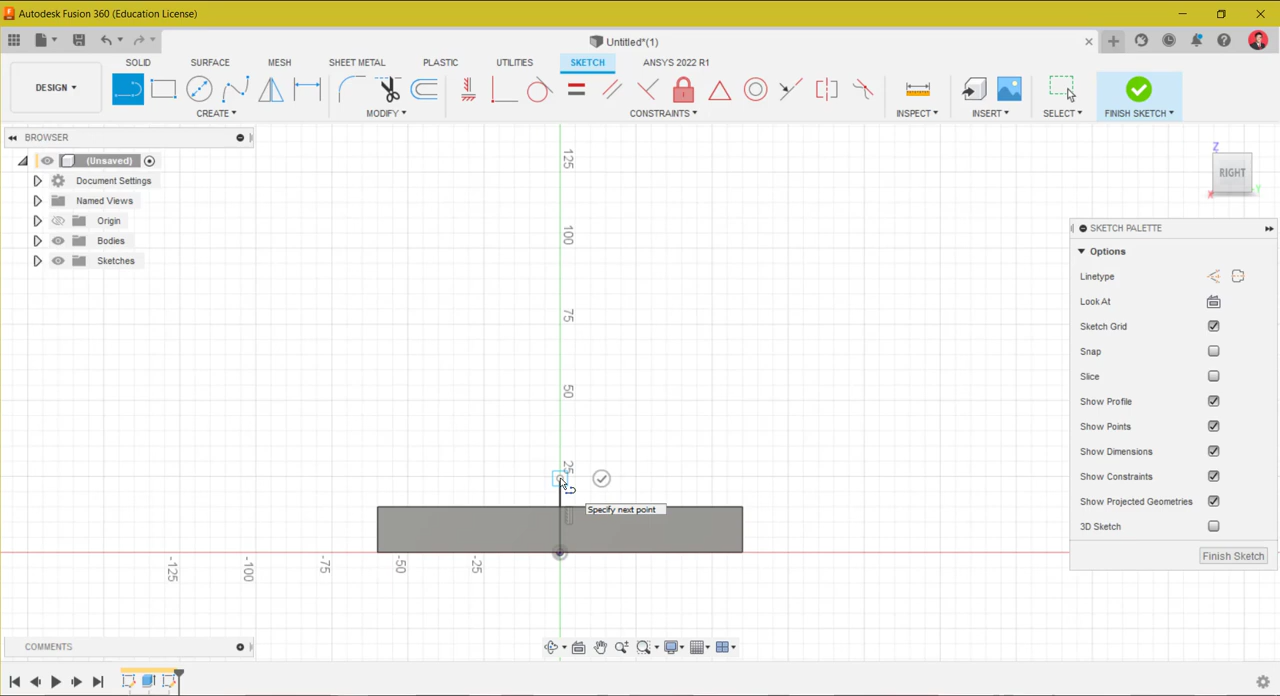 Autodesk Fusion 360 (Education License)
Untitled*(1)
SOLID SURFACE MESH SHEET METAL PLASTIC UTILITIES SKETCH ANSYS 2022 R1
DESIGN
CREATE MODIFY CONSTRAINTS INSPECT INSERT SELECT FINISH SKETCH
BROWSER
(Unsaved)
Document Settings
Named Views
Origin
Bodies
Sketches
125
100
75
50
25
Specify next point
-125 -100 -75 -50 -25
Z
RIGHT
X Y
SKETCH PALETTE
Options
Linetype
Look At
Sketch Grid
Snap
Slice
Show Profile
Show Points
Show Dimensions
Show Constraints
Show Projected Geometries
3D Sketch
Finish Sketch
COMMENTS